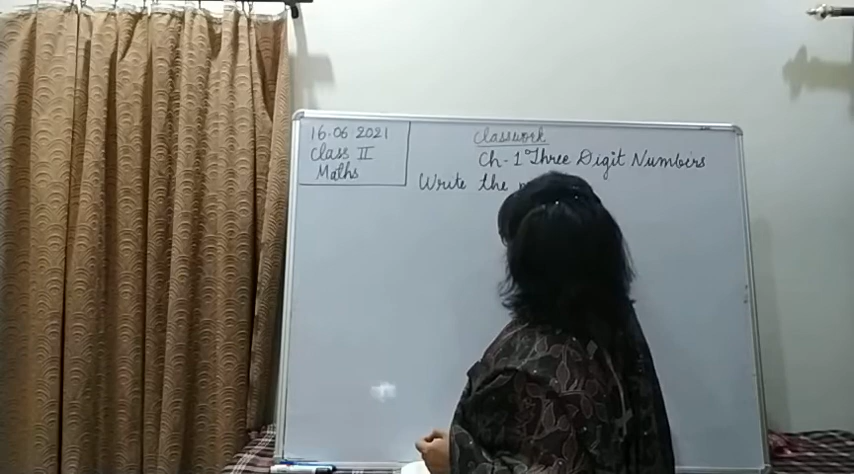 16.06 2021
Class II
Maths
Classwork
Ch-1 Three Digit Numbers
Write the